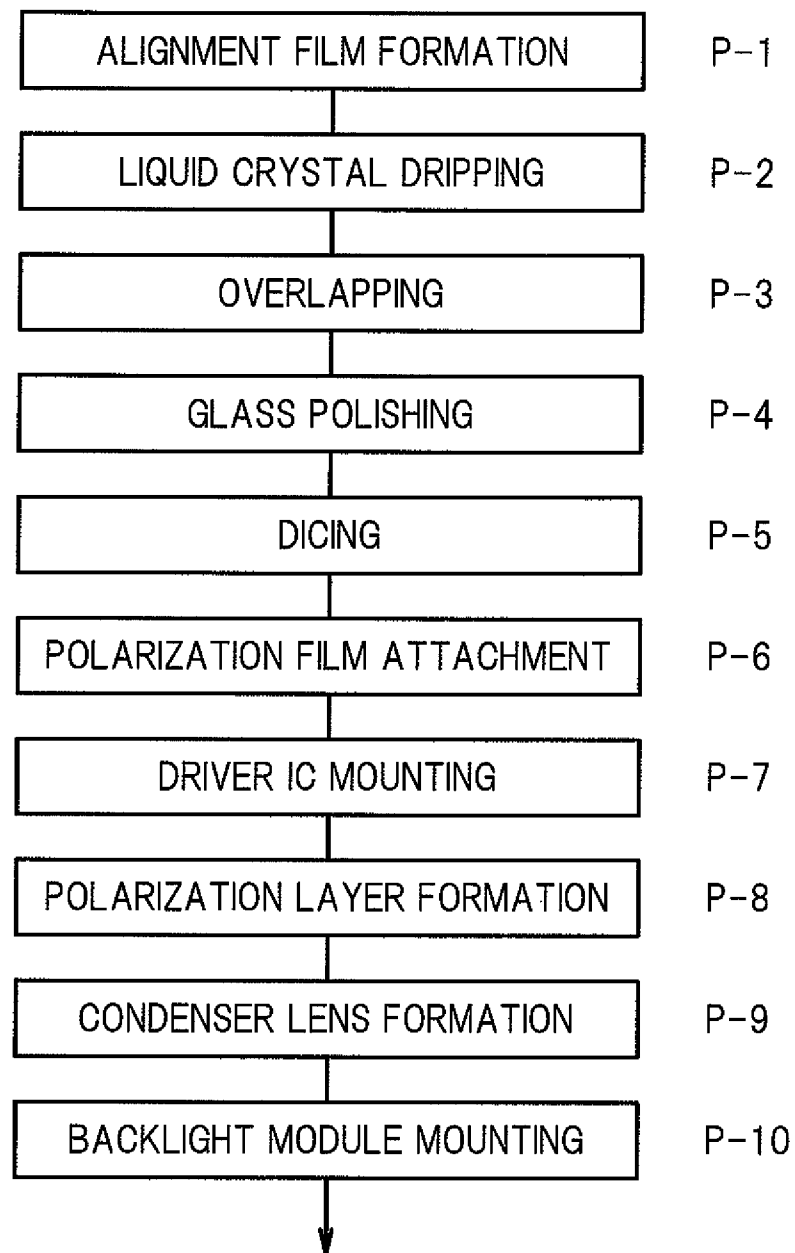 ALIGNMENT FILM FORMATION P-1
LIQUID CRYSTAL DRIPPING P-2
OVERLAPPING P-3
GLASS POLISHING P-4
DICING P-5
POLARIZATION FILM ATTACHMENT P-6
DRIVER IC MOUNTING P-7
POLARIZATION LAYER FORMATION P-8
CONDENSER LENS FORMATION P-9
BACKLIGHT MODULE MOUNTING P-10